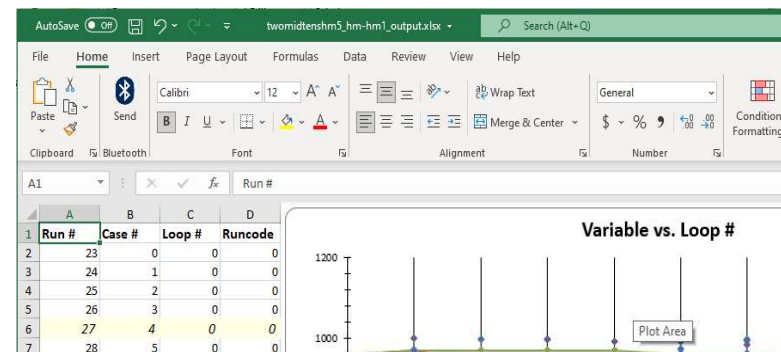 AutoSave Off twomidtenshm5_hm-hm1_output.xlsx Search (Alt+Q)
File Home Insert Page Layout Formulas Data Review View Help
Paste Send Calibri 12 A A Wrap Text General
B I U A Merge & Center $ % 9 Condition
Formatting
Clipboard Bluetooth Font Alignment Number
A1 fx Run #
A B C D
1 Run # Case # Loop # Runcode
2 23 0 0 0
3 24 1 0 0
4 25 2 0 0
5 26 3 0 0
6 27 4 0 0
7 28 5 0 0
Variable vs. Loop #
1200
Plot Area
1000